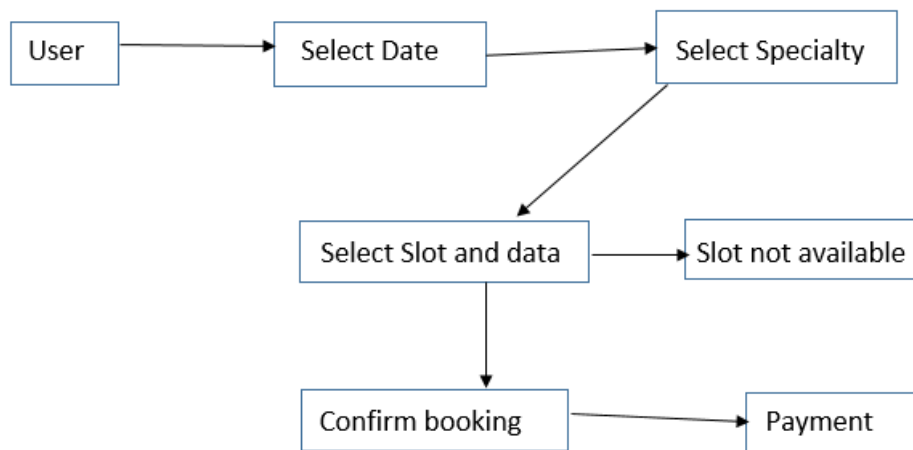 User
Select Date
Select Specialty
Select Slot and data
Slot not available
Confirm booking
Payment